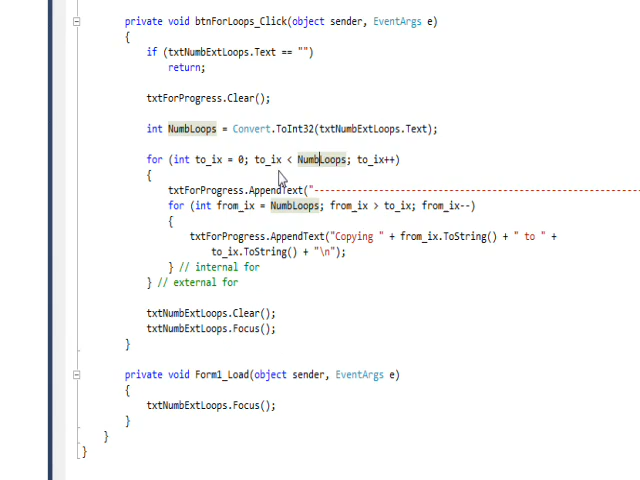 private void btnForLoops_Click(object sender, EventArgs e)
{
if (txtNumbExtLoops.Text == "")
return;
txtForProgress.Clear();
int NumbLoops = Convert.ToInt32(txtNumbExtLoops.Text);
for (int to_ix = 0; to_ix < NumbLoops; to_ix++)
{
txtForProgress.AppendText("------------------------------------------------------------
for (int from_ix = NumbLoops; from_ix > to_ix; from_ix--)
{
txtForProgress.AppendText("Copying " + from_ix.ToString() + " to " +
to_ix.ToString() + "\n");
} // internal for
} // external for
txtNumbExtLoops.Clear();
txtNumbExtLoops.Focus();
}
private void Form1_Load(object sender, EventArgs e)
{
txtNumbExtLoops.Focus();
}
}
}